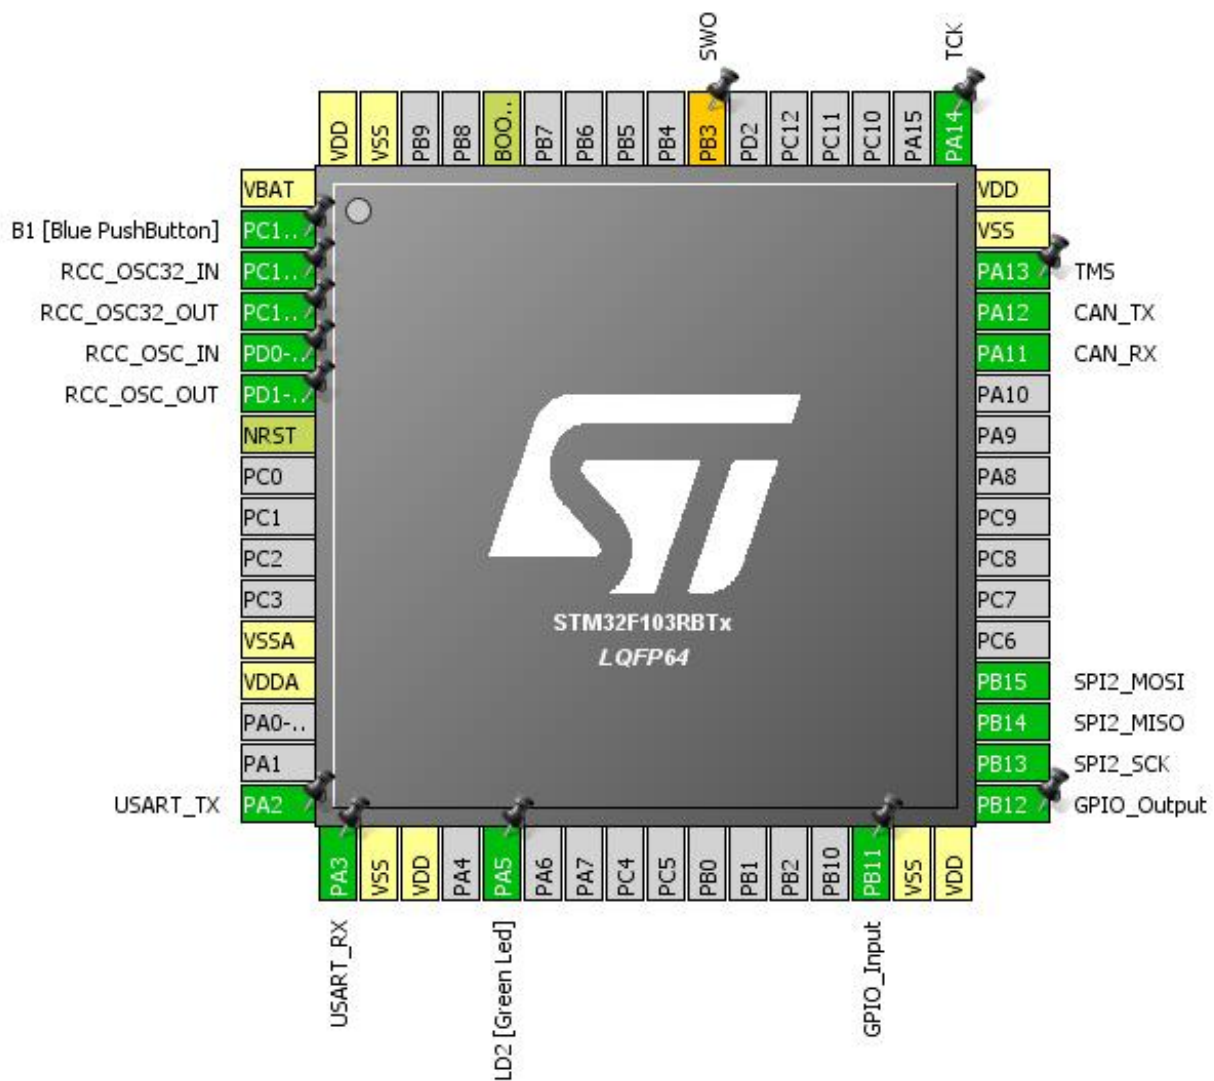 SWO
TCK
VDD
VSS
PB9
PB8
BOO..
PB7
PB6
PB5
PB4
PB3
PD2
PC12
PC11
PC10
PA15
PA14
VBAT
B1 [Blue PushButton] PC1..
RCC_OSC32_IN PC1..
RCC_OSC32_OUT PC1..
RCC_OSC_IN PD0-..
RCC_OSC_OUT PD1-..
NRST
PC0
PC1
PC2
PC3
VSSA
VDDA
PA0-..
PA1
USART_TX PA2
ST
STM32F103RBTx
LQFP64
VDD
VSS
PA13 TMS
PA12 CAN_TX
PA11 CAN_RX
PA10
PA9
PA8
PC9
PC8
PC7
PC6
PB15 SPI2_MOSI
PB14 SPI2_MISO
PB13 SPI2_SCK
PB12 GPIO_Output
PA3
VSS
VDD
PA4
PA5
PA6
PA7
PC4
PC5
PB0
PB1
PB2
PB10
PB11
VSS
VDD
USART_RX
LD2 [Green Led]
GPIO_Input